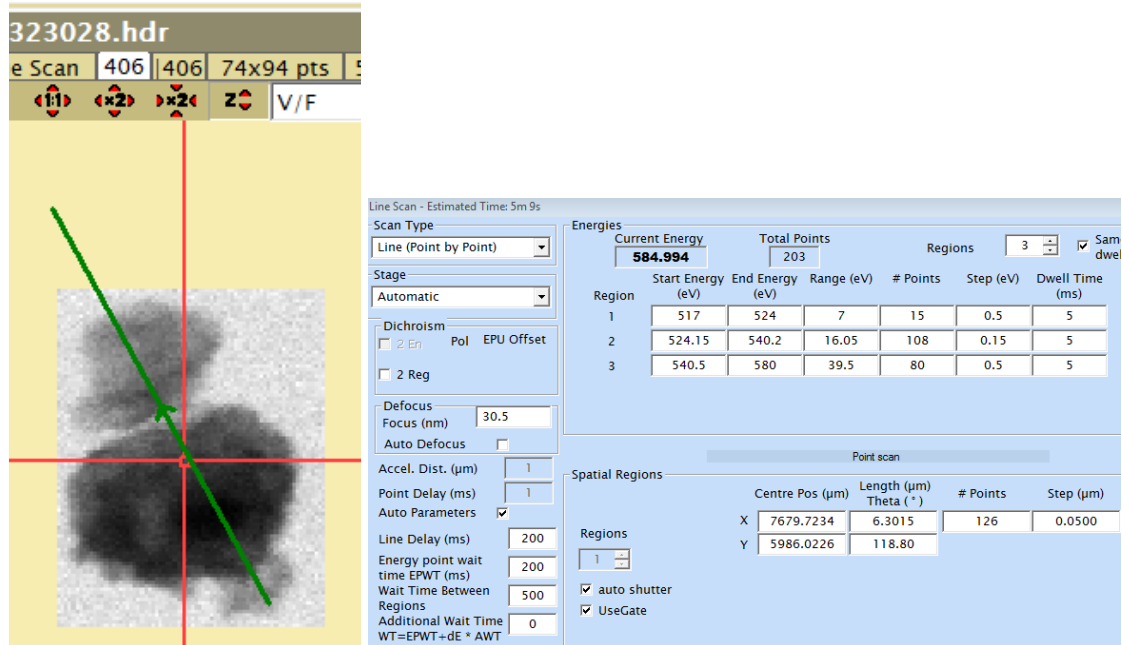 323028.hdr
e Scan 406 406 74x94 pts
1:1 x2 x2 Z V/F
Line Scan - Estimated Time: 5m 9s
Scan Type
Line (Point by Point)
Stage
Automatic
Dichroism
2 En Pol EPU Offset
2 Reg
Defocus
Focus (nm) 30.5
Auto Defocus
Accel. Dist. (µm) 1
Point Delay (ms) 1
Auto Parameters
Line Delay (ms) 200
Energy point wait
time EPWT (ms) 200
Wait Time Between
Regions 500
Additional Wait Time
WT=EPWT+dE * AWT 0
Energies
Current Energy Total Points
584.994 203 Regions 3
Region Start Energy (eV) End Energy (eV) Range (eV) # Points Step (eV) Dwell Time (ms)
1 517 524 7 15 0.5 5
2 524.15 540.2 16.05 108 0.15 5
3 540.5 580 39.5 80 0.5 5
Point scan
Spatial Regions
Centre Pos (µm) Length (µm) Theta (°) # Points Step (µm)
X 7679.7234 6.3015 126 0.0500
Y 5986.0226 118.80
Regions
1
auto shutter
UseGate